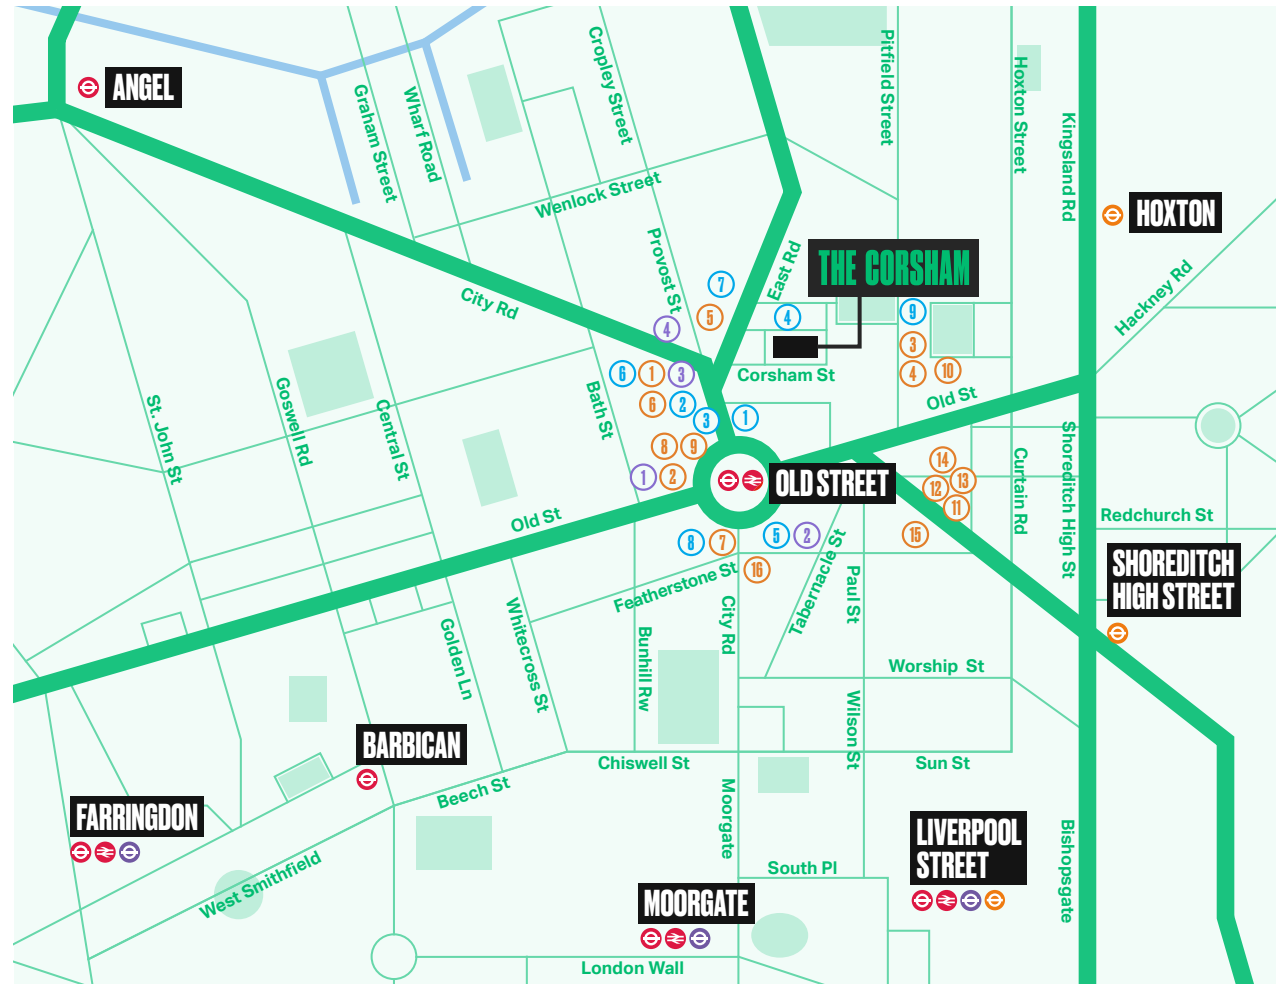 ANGEL
Graham Street
Wharf Road
Cropley Street
Wenlock Street
Pitfield Street
Hoxton Street
Kingsland Rd
HOXTON
Hackney Rd
THE CORSHAM
East Rd
Provost St
City Rd
7
5
4
4
9
3
4
10
6
1
3
6
2
3
1
8
9
1
2
Corsham St
Old St
Bath St
St. John St
Goswell Rd
Central St
OLD STREET
14
13
12
11
15
Curtain Rd
Shoreditch High St
Redchurch St
SHOREDITCH
HIGH STREET
Old St
8
7
5
2
16
Featherstone St
Tabernacle St
Paul St
City Rd
Bunhill Rw
Whitecross St
Golden Ln
Worship St
Wilson St
BARBICAN
Chiswell St
Sun St
Beech St
FARRINGDON
Moorgate
LIVERPOOL
STREET
Bishopsgate
West Smithfield
South Pl
MOORGATE
London Wall